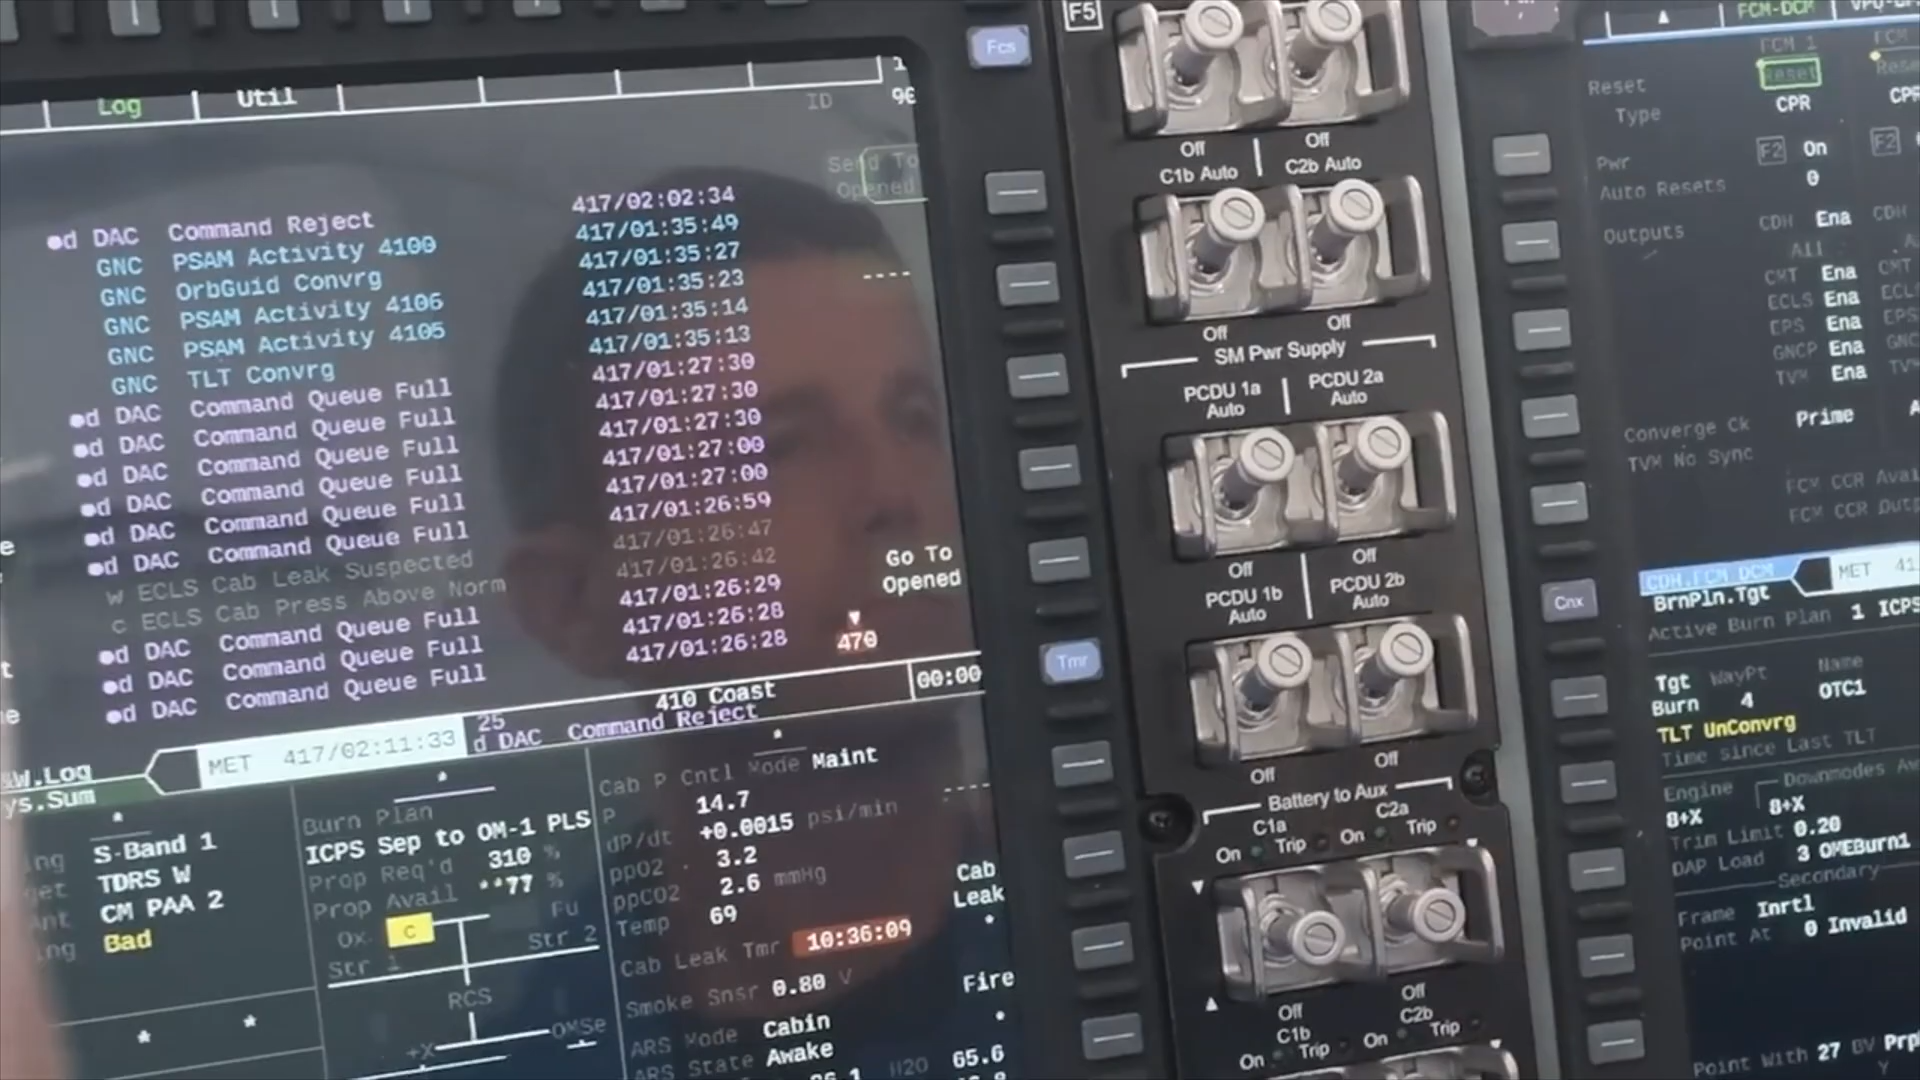 Log
Util
ID
90
Send To
Opened
d DAC Command Reject 417/02:02:34
GNC PSAM Activity 4100 417/01:35:49
GNC OrbGuid Convrg 417/01:35:27
GNC PSAM Activity 4106 417/01:35:23
GNC PSAM Activity 4105 417/01:35:14
GNC TLT Convrg 417/01:35:13
d DAC Command Queue Full 417/01:27:30
d DAC Command Queue Full 417/01:27:30
d DAC Command Queue Full 417/01:27:30
d DAC Command Queue Full 417/01:27:00
d DAC Command Queue Full 417/01:27:00
d DAC Command Queue Full 417/01:26:59
w ECLS Cab Leak Suspected 417/01:26:47
c ECLS Cab Press Above Norm 417/01:26:42
d DAC Command Queue Full 417/01:26:29
d DAC Command Queue Full 417/01:26:28
d DAC Command Queue Full 417/01:26:28
Go To
Opened
470
410 Coast
00:00
MET 417/02:11:33
25
d DAC Command Reject
&W.Log
ys.Sum
S-Band 1
TDRS W
CM PAA 2
Bad
Burn Plan
ICPS Sep to OM-1 PLS
Prop Req'd 310 %
Prop Avail **77 %
Ox C Fu
Str 1 Str 2
RCS
+X OMSe
Cab P Cntl Mode Maint
P 14.7
dP/dt +0.0015 psi/min
ppO2 3.2
ppCO2 2.6 mmHg
Temp 69
Cab Leak Tmr 10:36:09
Cab
Leak
Smoke Snsr 0.80 V
Fire
ARS Mode Cabin
ARS State Awake
H2O 65.6
Fcs
Tmr
F5
Off Off
C1b Auto C2b Auto
Off Off
SM Pwr Supply
PCDU 1a PCDU 2a
Auto Auto
Off Off
PCDU 1b PCDU 2b
Auto Auto
Off Off
Battery to Aux
C1a C2a
On Trip On Trip
Off Off
C1b C2b
On Trip On Trip
Cnx
FCM-DCM
FCM 1 FCM
Reset Reset
Type CPR
Pwr F2 On F2
Auto Resets 0
Outputs CDH Ena CDH
All
CMT Ena CMT
ECLS Ena
EPS Ena EPS
GNCP Ena
TVM Ena
Converge Ck Prime
TVM No Sync
FCM CCR
FCM CCR
CDH.FCM DCM MET
BrnPln.Tgt
Active Burn Plan 1 ICPS
Tgt WayPt Name
Burn 4 OTC1
TLT UnConvrg
Time since Last TLT
Engine Downmodes
8+X 8+X
Trim Limit 0.20
DAP Load 3 OMEBurn1
Secondary
Frame Inrtl
Point At 0 Invalid
Point With 27 BV
Y